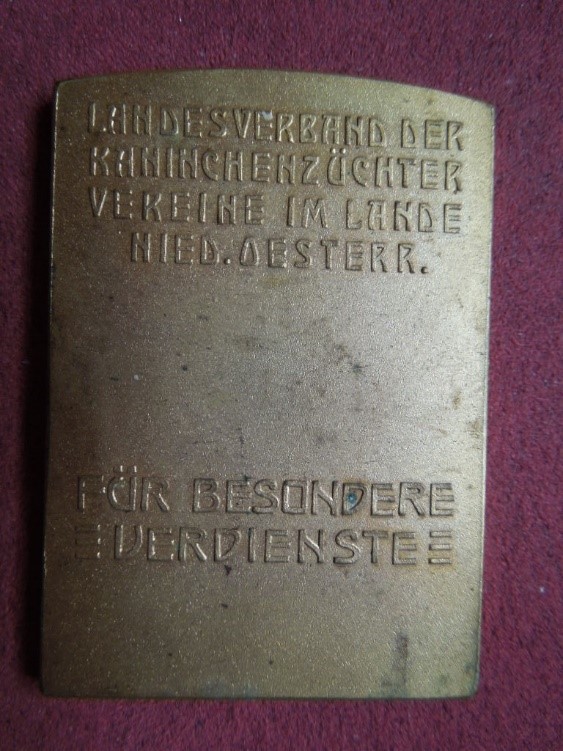 LANDESVERBAND DER
KANINCHENZÜCHTER
VEREINE IM LANDE
NIED. OESTERR.
FÜR BESONDERE
VERDIENSTE